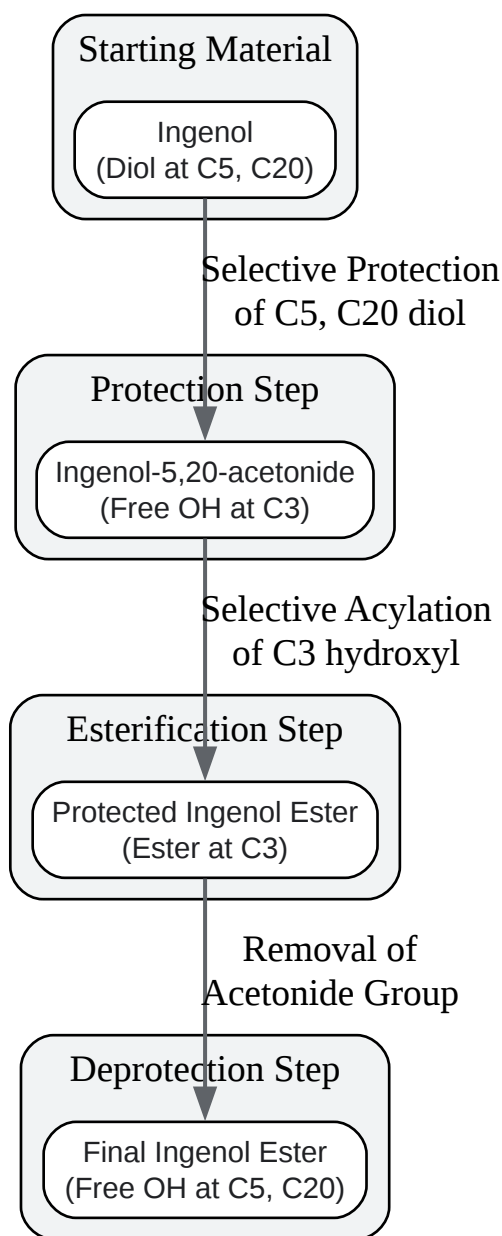 Starting Material
Ingenol
(Diol at C5, C20)
Selective Protection
of C5, C20 diol
Protection Step
Ingenol-5,20-acetonide
(Free OH at C3)
Selective Acylation
of C3 hydroxyl
Esterification Step
Protected Ingenol Ester
(Ester at C3)
Removal of
Acetonide Group
Deprotection Step
Final Ingenol Ester
(Free OH at C5, C20)